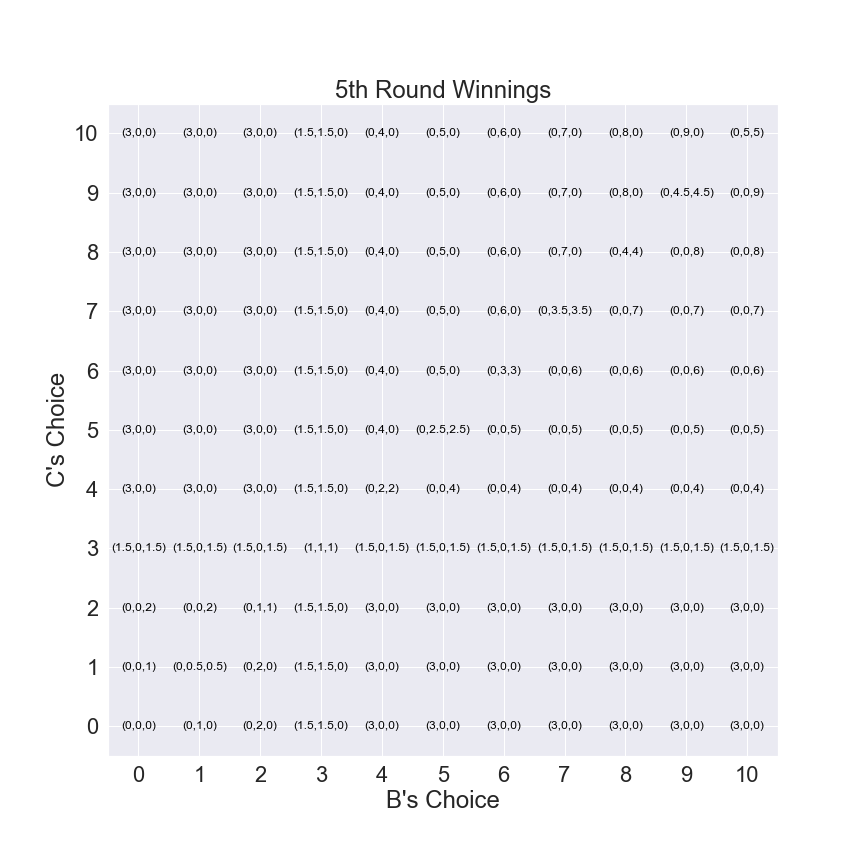 5th Round Winnings
10 (3,0,0) (3,0,0) (3,0,0) (1.5,1.5,0) (0,4,0) (0,5,0) (0,6,0) (0,7,0) (0,8,0) (0,9,0) (0,5,5)
9 (3,0,0) (3,0,0) (3,0,0) (1.5,1.5,0) (0,4,0) (0,5,0) (0,6,0) (0,7,0) (0,8,0) (0,4.5,4.5) (0,0,9)
8 (3,0,0) (3,0,0) (3,0,0) (1.5,1.5,0) (0,4,0) (0,5,0) (0,6,0) (0,7,0) (0,4,4) (0,0,8) (0,0,8)
7 (3,0,0) (3,0,0) (3,0,0) (1.5,1.5,0) (0,4,0) (0,5,0) (0,6,0) (0,3.5,3.5) (0,0,7) (0,0,7) (0,0,7)
6 (3,0,0) (3,0,0) (3,0,0) (1.5,1.5,0) (0,4,0) (0,5,0) (0,3,3) (0,0,6) (0,0,6) (0,0,6) (0,0,6)
5 (3,0,0) (3,0,0) (3,0,0) (1.5,1.5,0) (0,4,0) (0,2.5,2.5) (0,0,5) (0,0,5) (0,0,5) (0,0,5) (0,0,5)
4 (3,0,0) (3,0,0) (3,0,0) (1.5,1.5,0) (0,2,2) (0,0,4) (0,0,4) (0,0,4) (0,0,4) (0,0,4) (0,0,4)
3 (1.5,0,1.5) (1.5,0,1.5) (1.5,0,1.5) (1,1,1) (1.5,0,1.5) (1.5,0,1.5) (1.5,0,1.5) (1.5,0,1.5) (1.5,0,1.5) (1.5,0,1.5) (1.5,0,1.5)
2 (0,0,2) (0,0,2) (0,1,1) (1.5,1.5,0) (3,0,0) (3,0,0) (3,0,0) (3,0,0) (3,0,0) (3,0,0) (3,0,0)
1 (0,0,1) (0,0.5,0.5) (0,2,0) (1.5,1.5,0) (3,0,0) (3,0,0) (3,0,0) (3,0,0) (3,0,0) (3,0,0) (3,0,0)
0 (0,0,0) (0,1,0) (0,2,0) (1.5,1.5,0) (3,0,0) (3,0,0) (3,0,0) (3,0,0) (3,0,0) (3,0,0) (3,0,0)
C's Choice
0 1 2 3 4 5 6 7 8 9 10
B's Choice